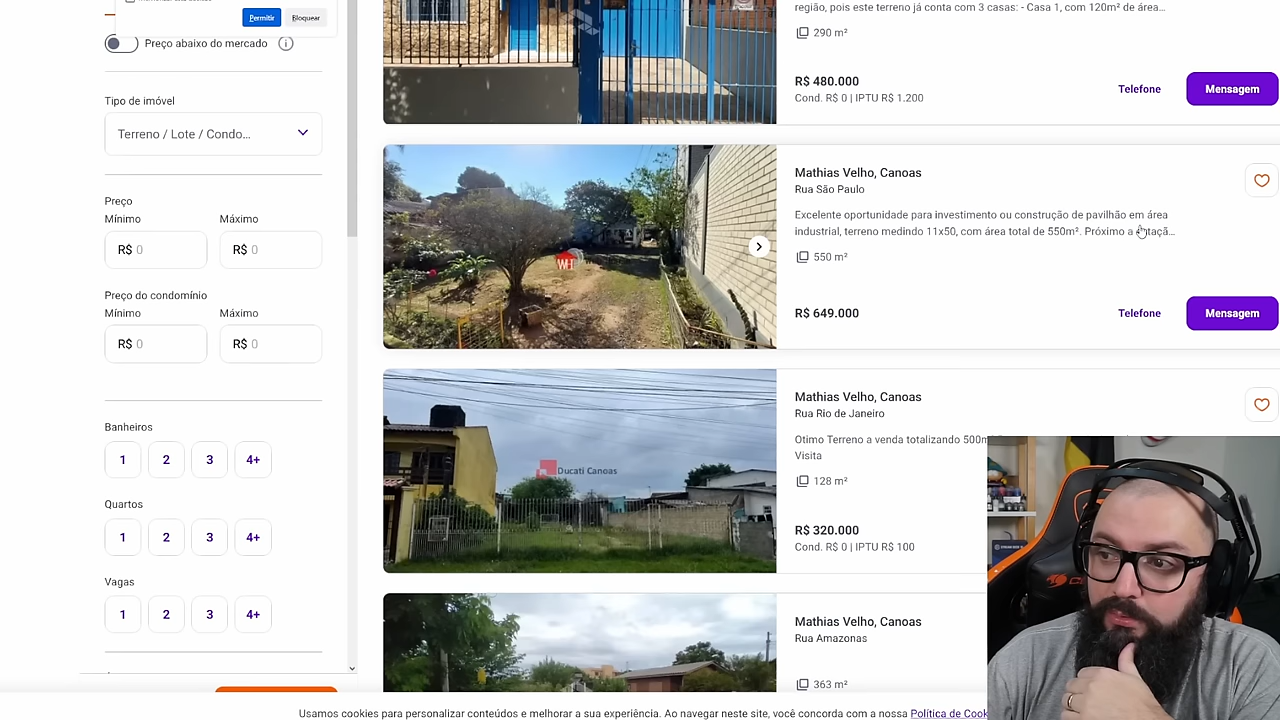 Permitir
Bloquear
Preço abaixo do mercado
Tipo de imóvel
Terreno / Lote / Condo...
Preço
Mínimo
Máximo
R$ 0
R$ 0
Preço do condomínio
Mínimo
Máximo
R$ 0
R$ 0
Banheiros
1
2
3
4+
Quartos
1
2
3
4+
Vagas
1
2
3
4+
região, pois este terreno já conta com 3 casas: - Casa 1, com 120m² de área...
290 m²
R$ 480.000
Cond. R$ 0 | IPTU R$ 1.200
Telefone
Mensagem
WH
Mathias Velho, Canoas
Rua São Paulo
Excelente oportunidade para investimento ou construção de pavilhão em área
industrial, terreno medindo 11x50, com área total de 550m². Próximo a
550 m²
R$ 649.000
Telefone
Mensagem
Ducati Canoas
Mathias Velho, Canoas
Rua Rio de Janeiro
Otimo Terreno a venda totalizando 500m
Visita
128 m²
R$ 320.000
Cond. R$ 0 | IPTU R$ 100
Mathias Velho, Canoas
Rua Amazonas
363 m²
Usamos cookies para personalizar conteúdos e melhorar a sua experiência. Ao navegar neste site, você concorda com a nossa Política de Cook